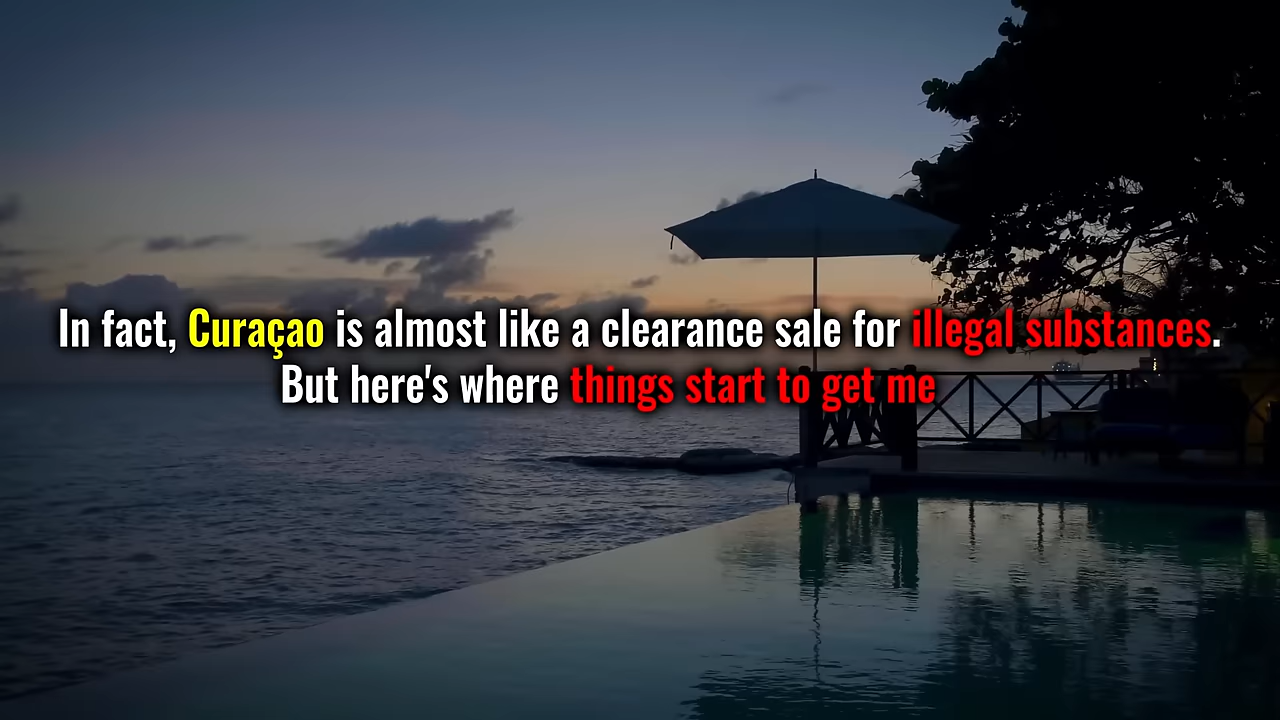 In fact, Curaçao is almost like a clearance sale for illegal substances.
But here's where things start to get me